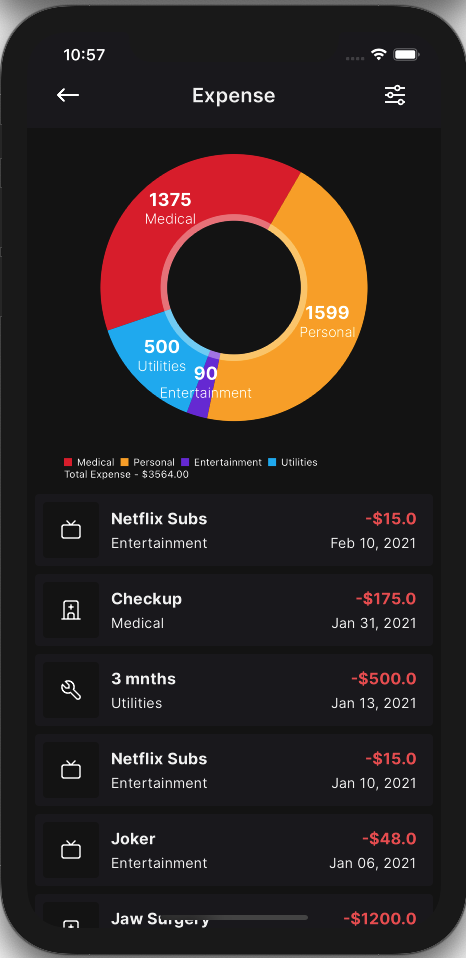 10:57
Expense
1375
Medical
1599
Personal
500
Utilities
90
Entertainment
Medical Personal Entertainment Utilities
Total Expense - $3564.00
Netflix Subs -$15.0
Entertainment Feb 10, 2021
Checkup -$175.0
Medical Jan 31, 2021
3 mnths -$500.0
Utilities Jan 13, 2021
Netflix Subs -$15.0
Entertainment Jan 10, 2021
Joker -$48.0
Entertainment Jan 06, 2021
Jaw Surgery -$1200.0